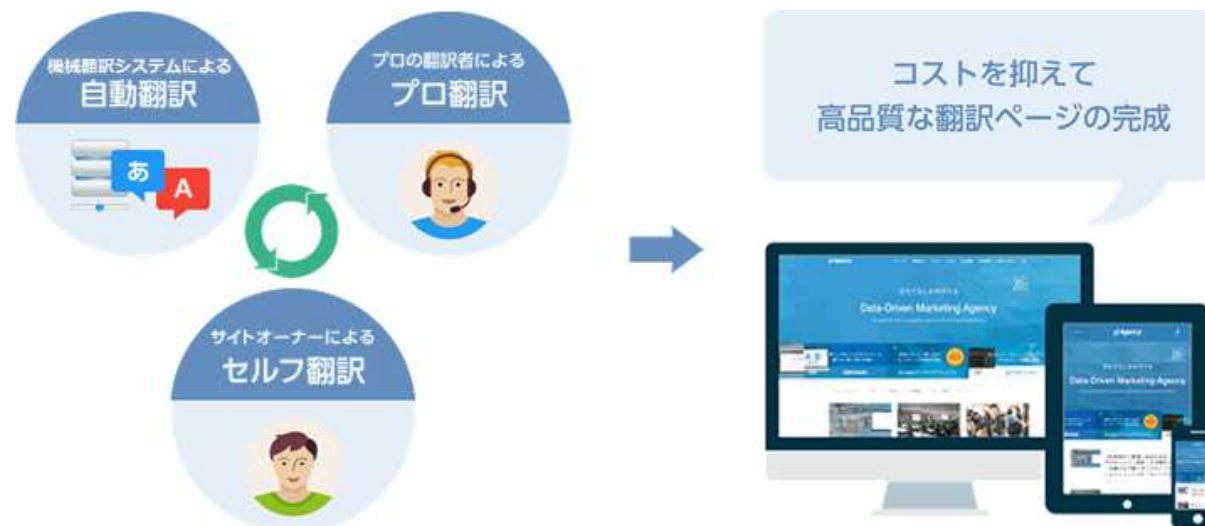 機械翻訳システムによる
自動翻訳
あ
A
プロの翻訳者による
プロ翻訳
サイトオーナーによる
セルフ翻訳
コストを抑えて
高品質な翻訳ページの完成
Data-Driven Marketing Agency
Data-Driven Marketing Agency